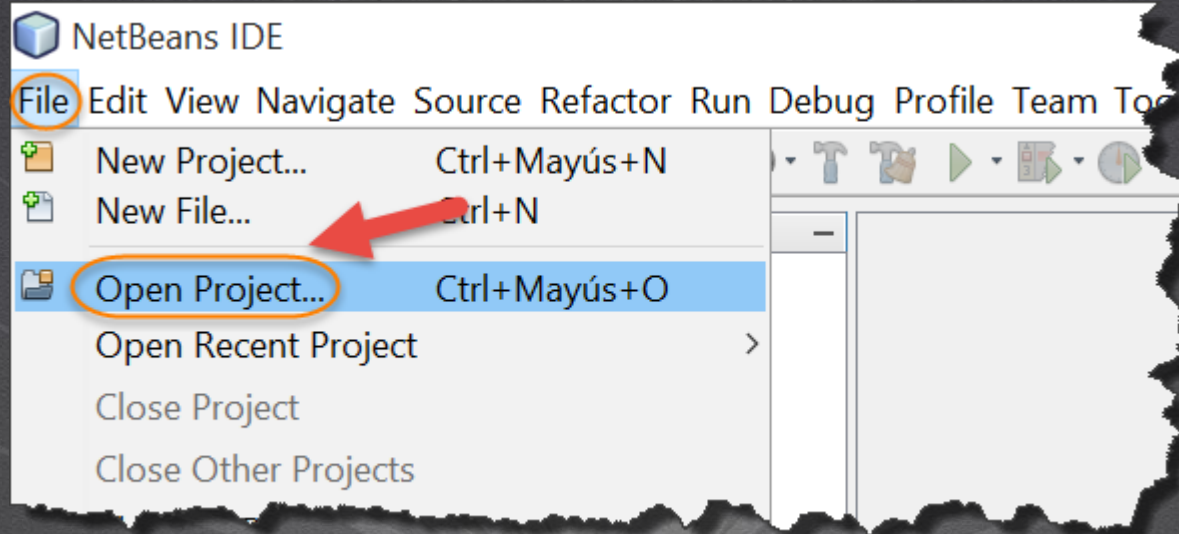 NetBeans IDE
File Edit View Navigate Source Refactor Run Debug Profile Team
New Project... Ctrl+Mayús+N
New File... Ctrl+N
Open Project... Ctrl+Mayús+O
Open Recent Project
Close Project
Close Other Projects